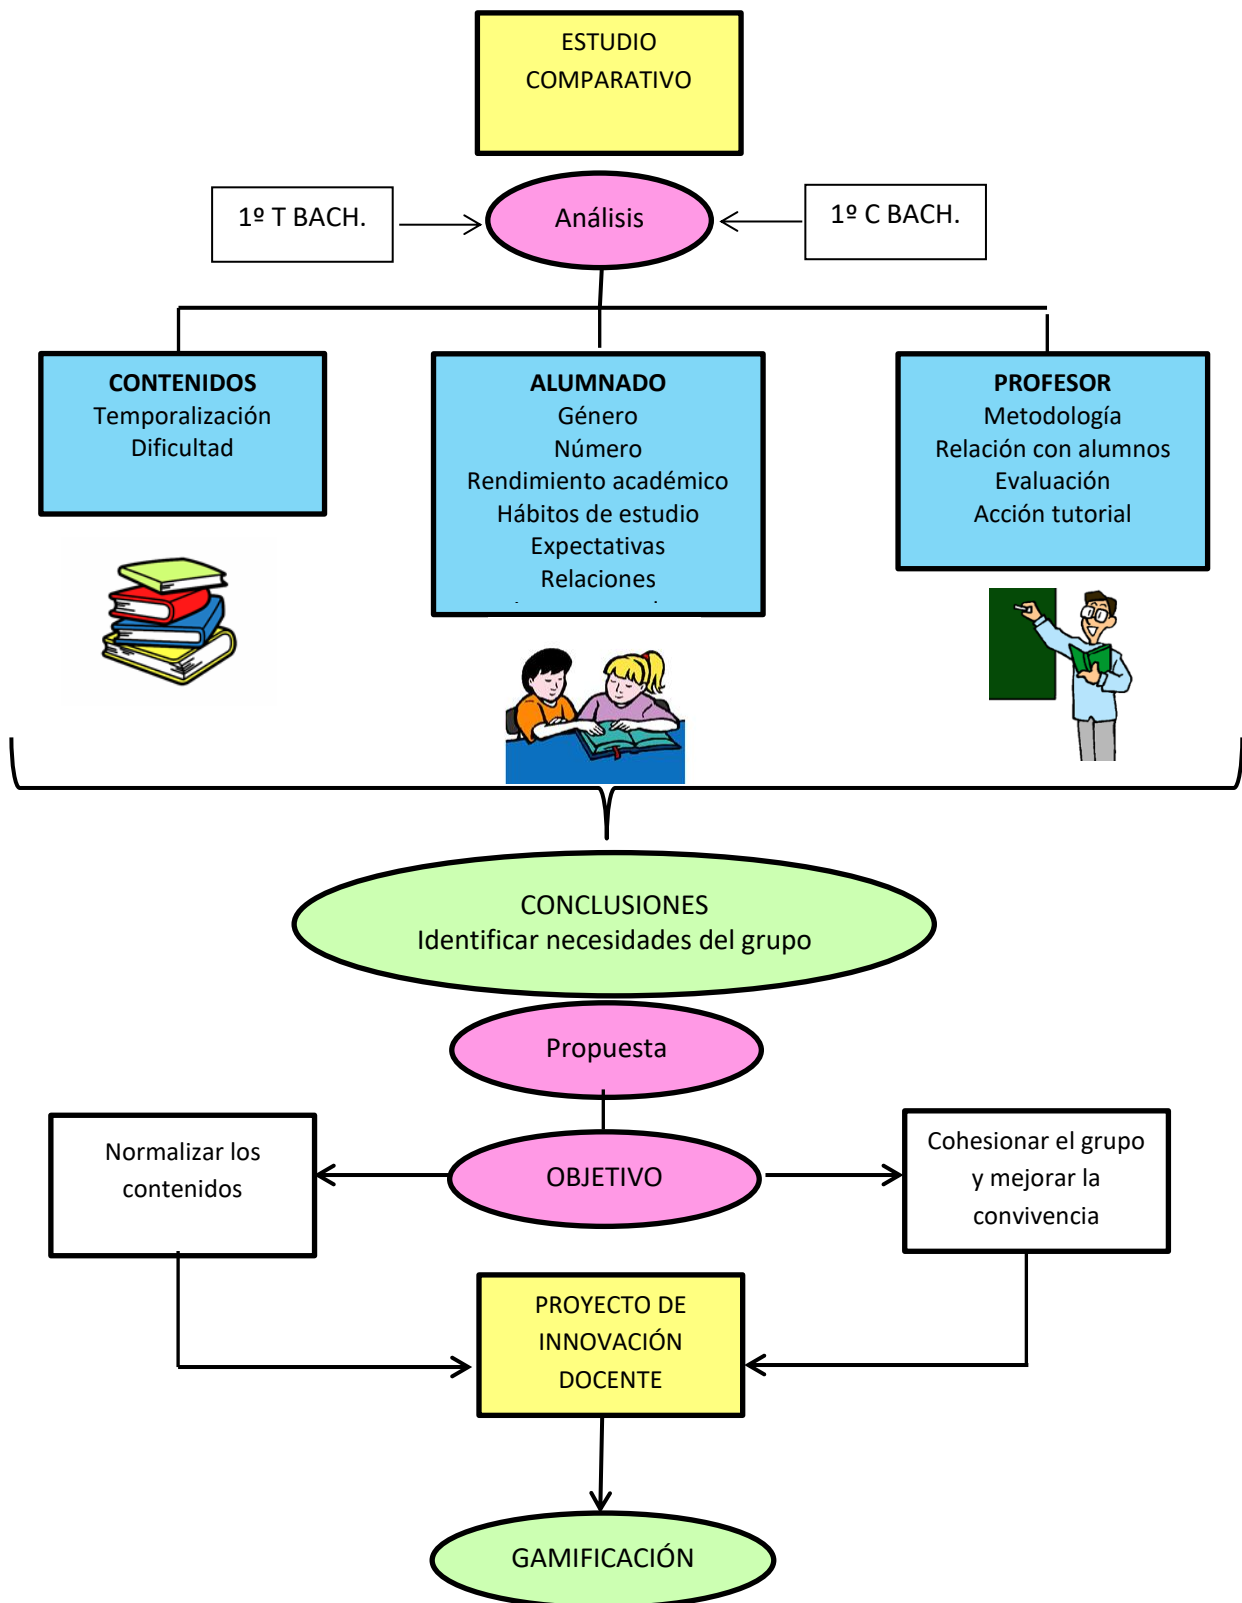 ESTUDIO
COMPARATIVO
1º T BACH.
Análisis
1º C BACH.
CONTENIDOS
Temporalización
Dificultad
ALUMNADO
Género
Número
Rendimiento académico
Hábitos de estudio
Expectativas
Relaciones
PROFESOR
Metodología
Relación con alumnos
Evaluación
Acción tutorial
CONCLUSIONES
Identificar necesidades del grupo
Propuesta
Normalizar los
contenidos
OBJETIVO
Cohesionar el grupo
y mejorar la
convivencia
PROYECTO DE
INNOVACIÓN
DOCENTE
GAMIFICACIÓN